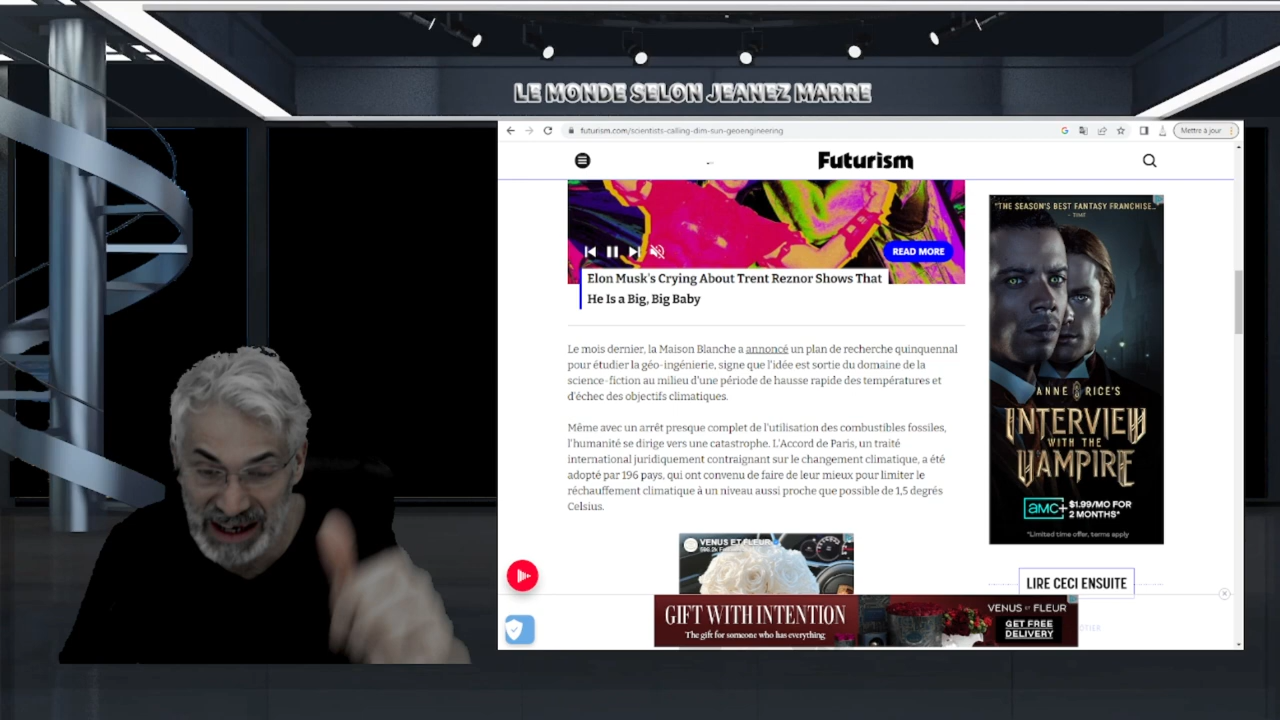 LE MONDE SELON JEANEZ MARRE
futurism.com/scientists-calling-dim-sun-geoengineering
Mettre à jour
Futurism
READ MORE
Elon Musk's Crying About Trent Reznor Shows That
He Is a Big, Big Baby
Le mois dernier, la Maison Blanche a annoncé un plan de recherche quinquennal
pour étudier la géo-ingénierie, signe que l'idée est sortie du domaine de la
science-fiction au milieu d'une période de hausse rapide des températures et
d'échec des objectifs climatiques.
Même avec un arrêt presque complet de l'utilisation des combustibles fossiles,
l'humanité se dirige vers une catastrophe. L'Accord de Paris, un traité
international juridiquement contraignant sur le changement climatique, a été
adopté par 196 pays, qui ont convenu de faire de leur mieux pour limiter le
réchauffement climatique à un niveau aussi proche que possible de 1,5 degrés
Celsius.
"THE SEASON'S BEST FANTASY FRANCHISE..."
- TIME
ANNE RICE'S
INTERVIEW
WITH THE
VAMPIRE
amc+ $1.99/MO FOR
2 MONTHS*
*Limited time offer, terms apply
LIRE CECI ENSUITE
VENUS ET FLEUR
GIFT WITH INTENTION
The gift for someone who has everything
VENUS ET FLEUR
GET FREE
DELIVERY